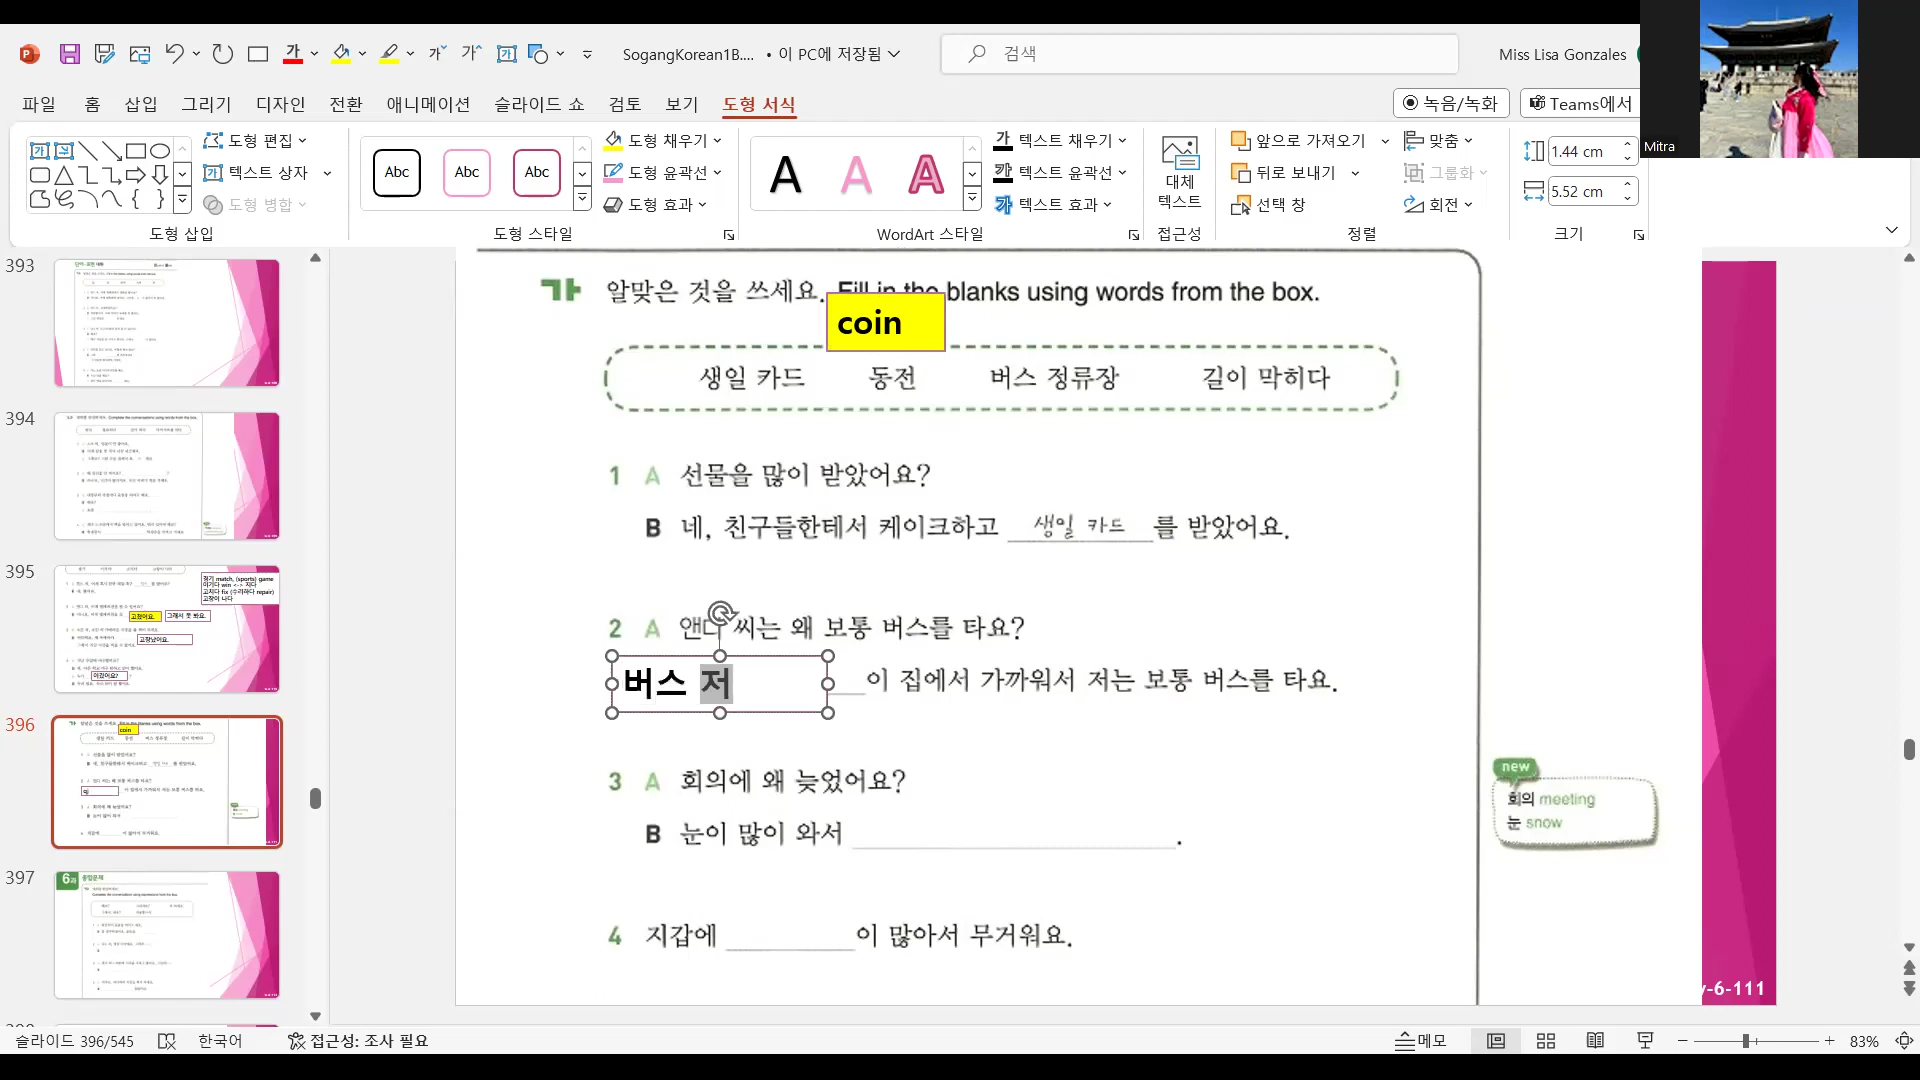 SogangKorean1B.... • 이 PC에 저장됨
검색
Miss Lisa Gonzales
파일 홈 삽입 그리기 디자인 전환 애니메이션 슬라이드 쇼 검토 보기 도형 서식
녹음/녹화
Teams에서
Mitra
도형 편집
텍스트 상자
도형 병합
도형 삽입
Abc Abc Abc
도형 채우기
도형 윤곽선
도형 효과
도형 스타일
A A A
텍스트 채우기
텍스트 윤곽선
텍스트 효과
WordArt 스타일
대체 텍스트
접근성
앞으로 가져오기
뒤로 보내기
선택 창
맞춤
그룹화
회전
정렬
1.44 cm
5.52 cm
크기
393
394
395
396
397
가 알맞은 것을 쓰세요. Fill in the blanks using words from the box.
coin
생일 카드 동전 버스 정류장 길이 막히다
1 A 선물을 많이 받았어요?
B 네, 친구들한테서 케이크하고 생일 카드 를 받았어요.
2 A 앤디 씨는 왜 보통 버스를 타요?
버스 저 이 집에서 가까워서 저는 보통 버스를 타요.
3 A 회의에 왜 늦었어요?
B 눈이 많이 와서 .
4 지갑에 이 많아서 무거워요.
new
회의 meeting
눈 snow
-6-111
슬라이드 396/545 한국어 접근성: 조사 필요
메모
83%